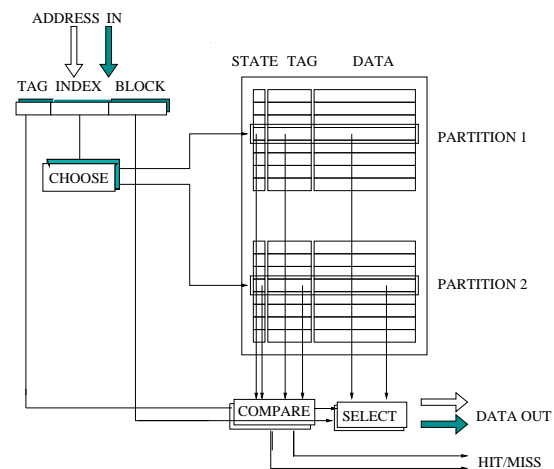 ADDRESS IN
STATE TAG DATA
TAG INDEX BLOCK
PARTITION 1
CHOOSE
PARTITION 2
COMPARE
SELECT
DATA OUT
HIT/MISS